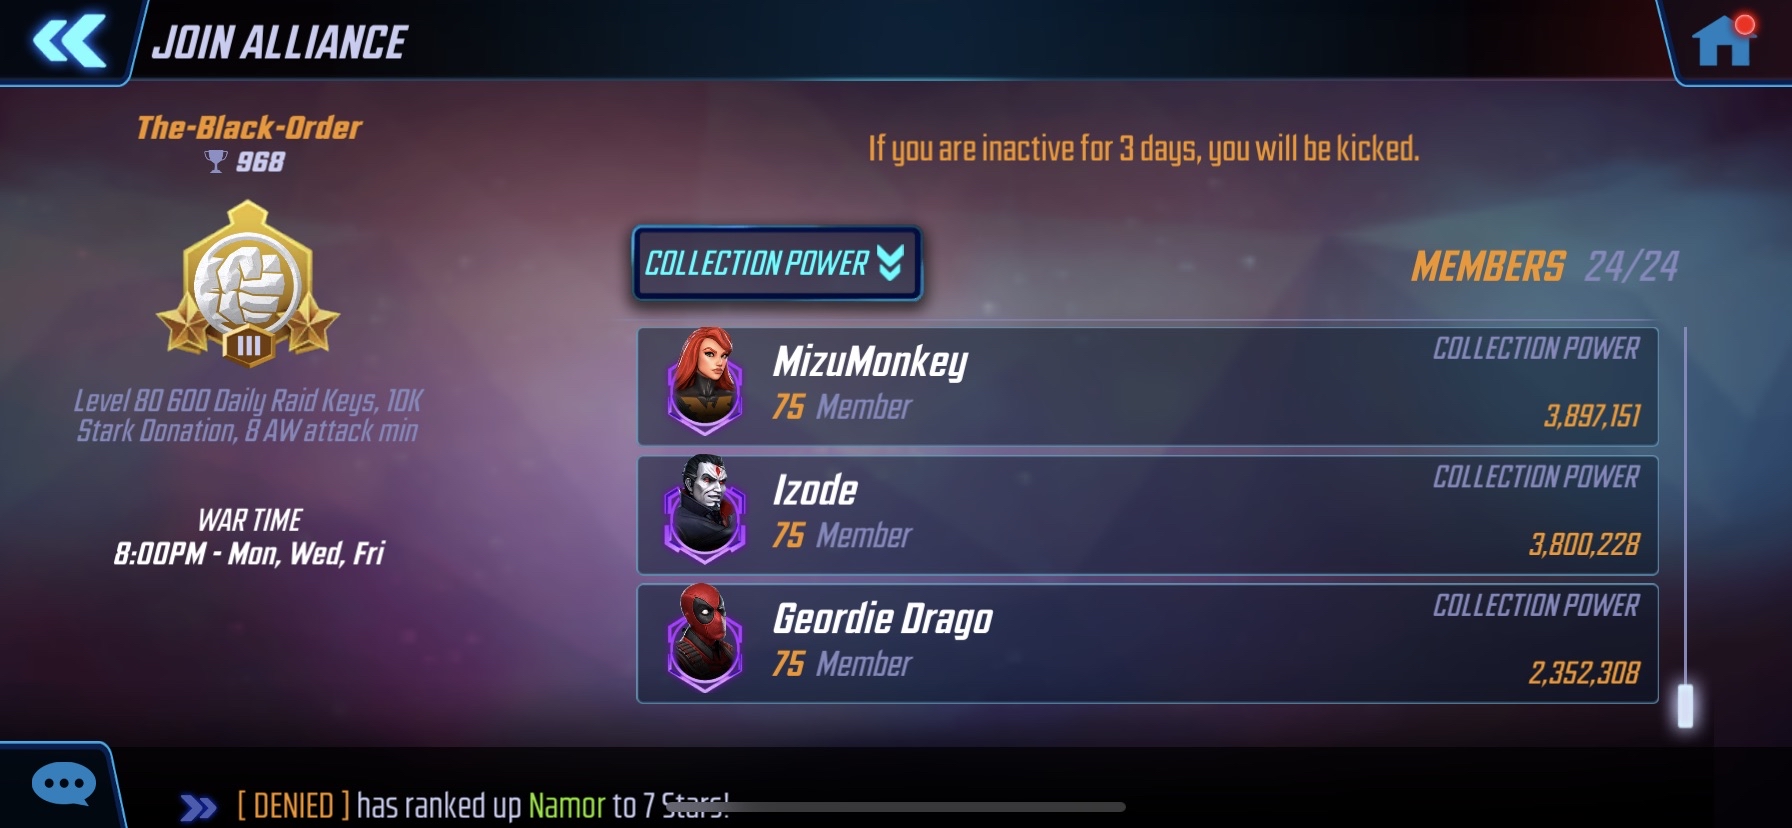 JOIN ALLIANCE
The-Black-Order
968
III
Level 80 600 Daily Raid Keys, 10K
Stark Donation, 8 AW attack min
WAR TIME
8:00PM - Mon, Wed, Fri
If you are inactive for 3 days, you will be kicked.
COLLECTION POWER
MEMBERS 24/24
MizuMonkey
75 Member
COLLECTION POWER
3,897,151
Izode
75 Member
COLLECTION POWER
3,800,228
Geordie Drago
75 Member
COLLECTION POWER
2,352,308
[ DENIED ] has ranked up Namor to 7 Stars!